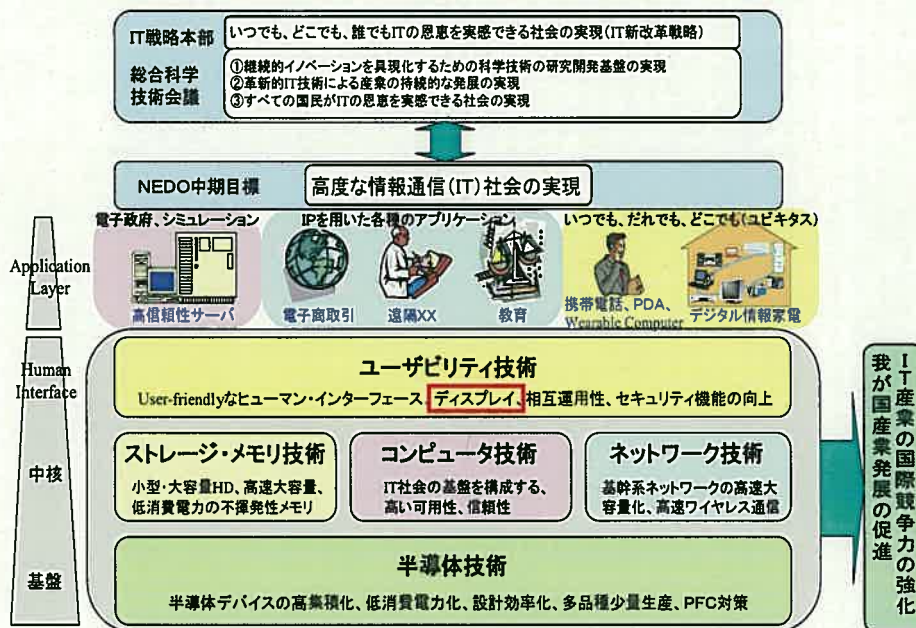 IT戦略本部
いつでも、どこでも、誰でもITの恩恵を実感できる社会の実現(IT新改革戦略)
総合科学
技術会議
①継続的イノベーションを具現化するための科学技術の研究開発基盤の実現
②革新的IT技術による産業の持続的な発展の実現
③すべての国民がITの恩恵を実感できる社会の実現
NEDO中期目標
高度な情報通信(IT)社会の実現
Application
Layer
電子政府、シミュレーション
高信頼性サーバ
IPを用いた各種のアプリケーション
電子商取引
遠隔XX
教育
いつでも、だれでも、どこでも(ユビキタス)
携帯電話、PDA、
Wearable Computer
デジタル情報家電
Human
Interface
ユーザビリティ技術
User-friendlyなヒューマン・インターフェース、ディスプレイ、相互運用性、セキュリティ機能の向上
中核
ストレージ・メモリ技術
小型・大容量HD、高速大容量、
低消費電力の不揮発性メモリ
コンピュータ技術
IT社会の基盤を構成する、
高い可用性、信頼性
ネットワーク技術
基幹系ネットワークの高速大
容量化、高速ワイヤレス通信
基盤
半導体技術
半導体デバイスの高集積化、低消費電力化、設計効率化、多品種少量生産、PFC対策
IT産業の国際競争力の強化
我が国産業発展の促進